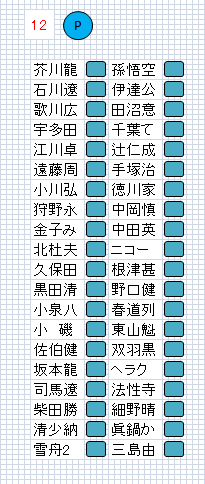 12 P
芥川龍 孫悟空
石川遼 伊達公
歌川広 田沼意
宇多田 千葉て
江川卓 辻仁成
遠藤周 手塚治
小川弘 徳川家
狩野永 中岡慎
金子み 中田英
北杜夫 ニコー
久保田 根津甚
黒田清 野口健
小泉八 春道列
小 磯 東山魁
佐伯健 双羽黒
坂本龍 ヘラク
司馬遼 法性寺
柴田勝 細野晴
清少納 眞鍋か
雪舟2 三島由